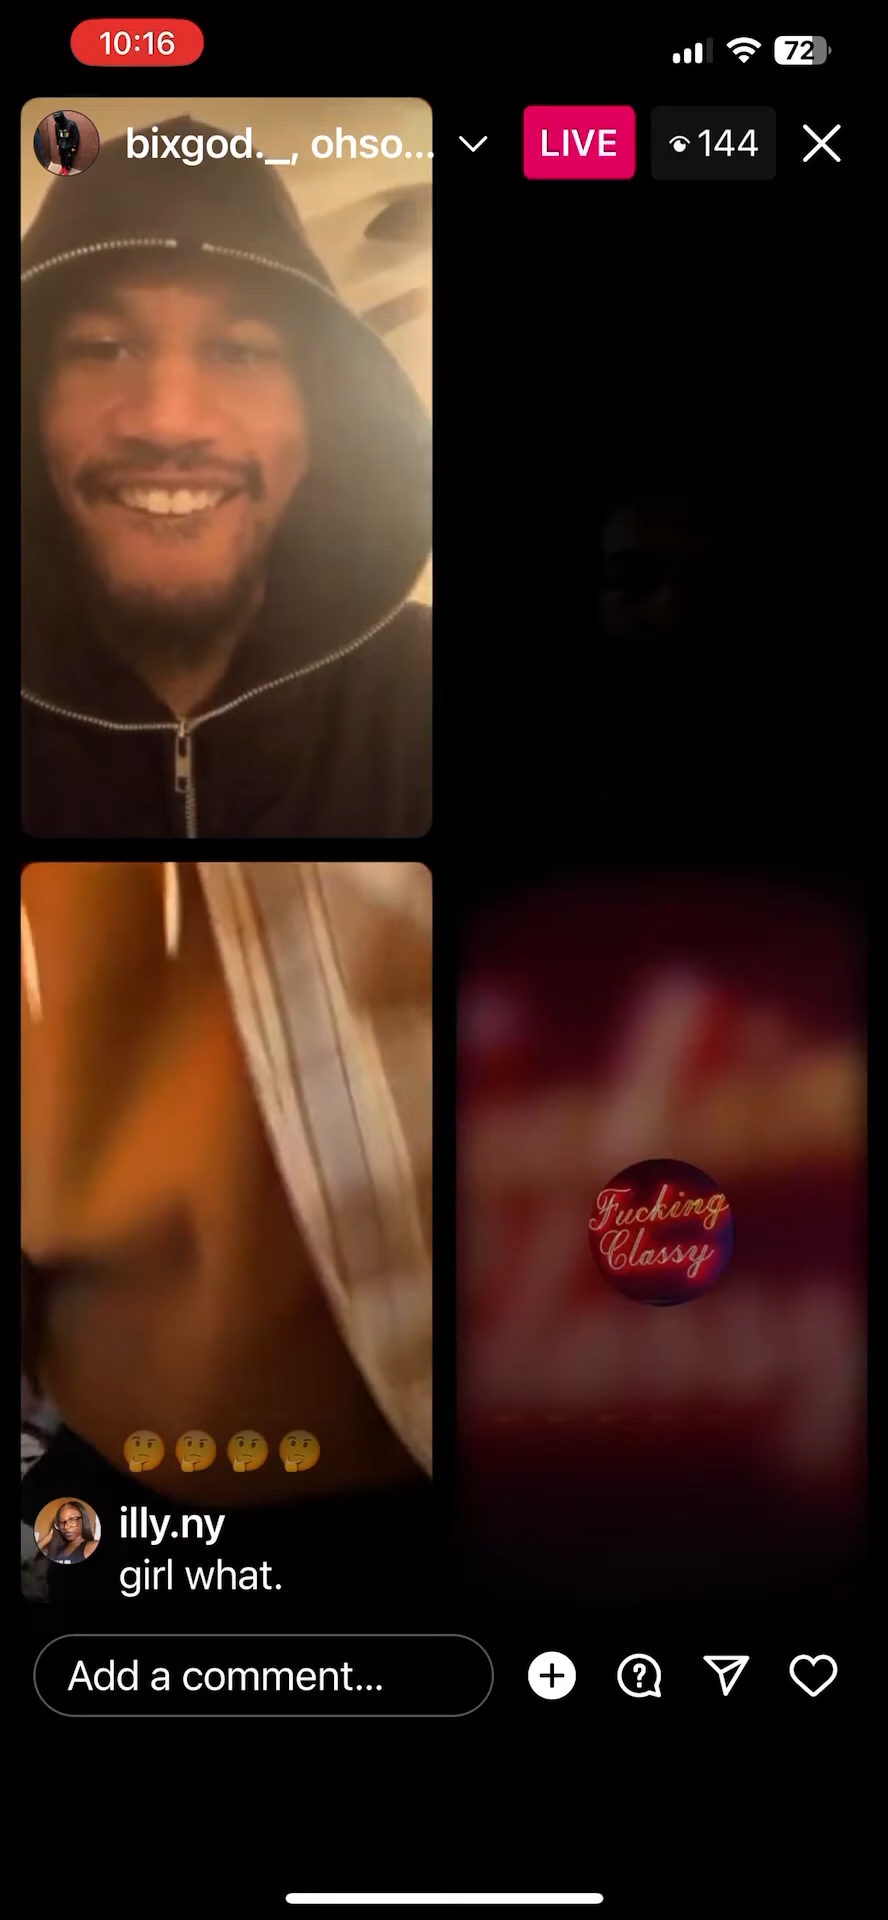 10:16
72
bixgod._, ohso...
LIVE
144
Fucking
Classy
🤔🤔🤔🤔
illy.ny
girl what.
Add a comment...